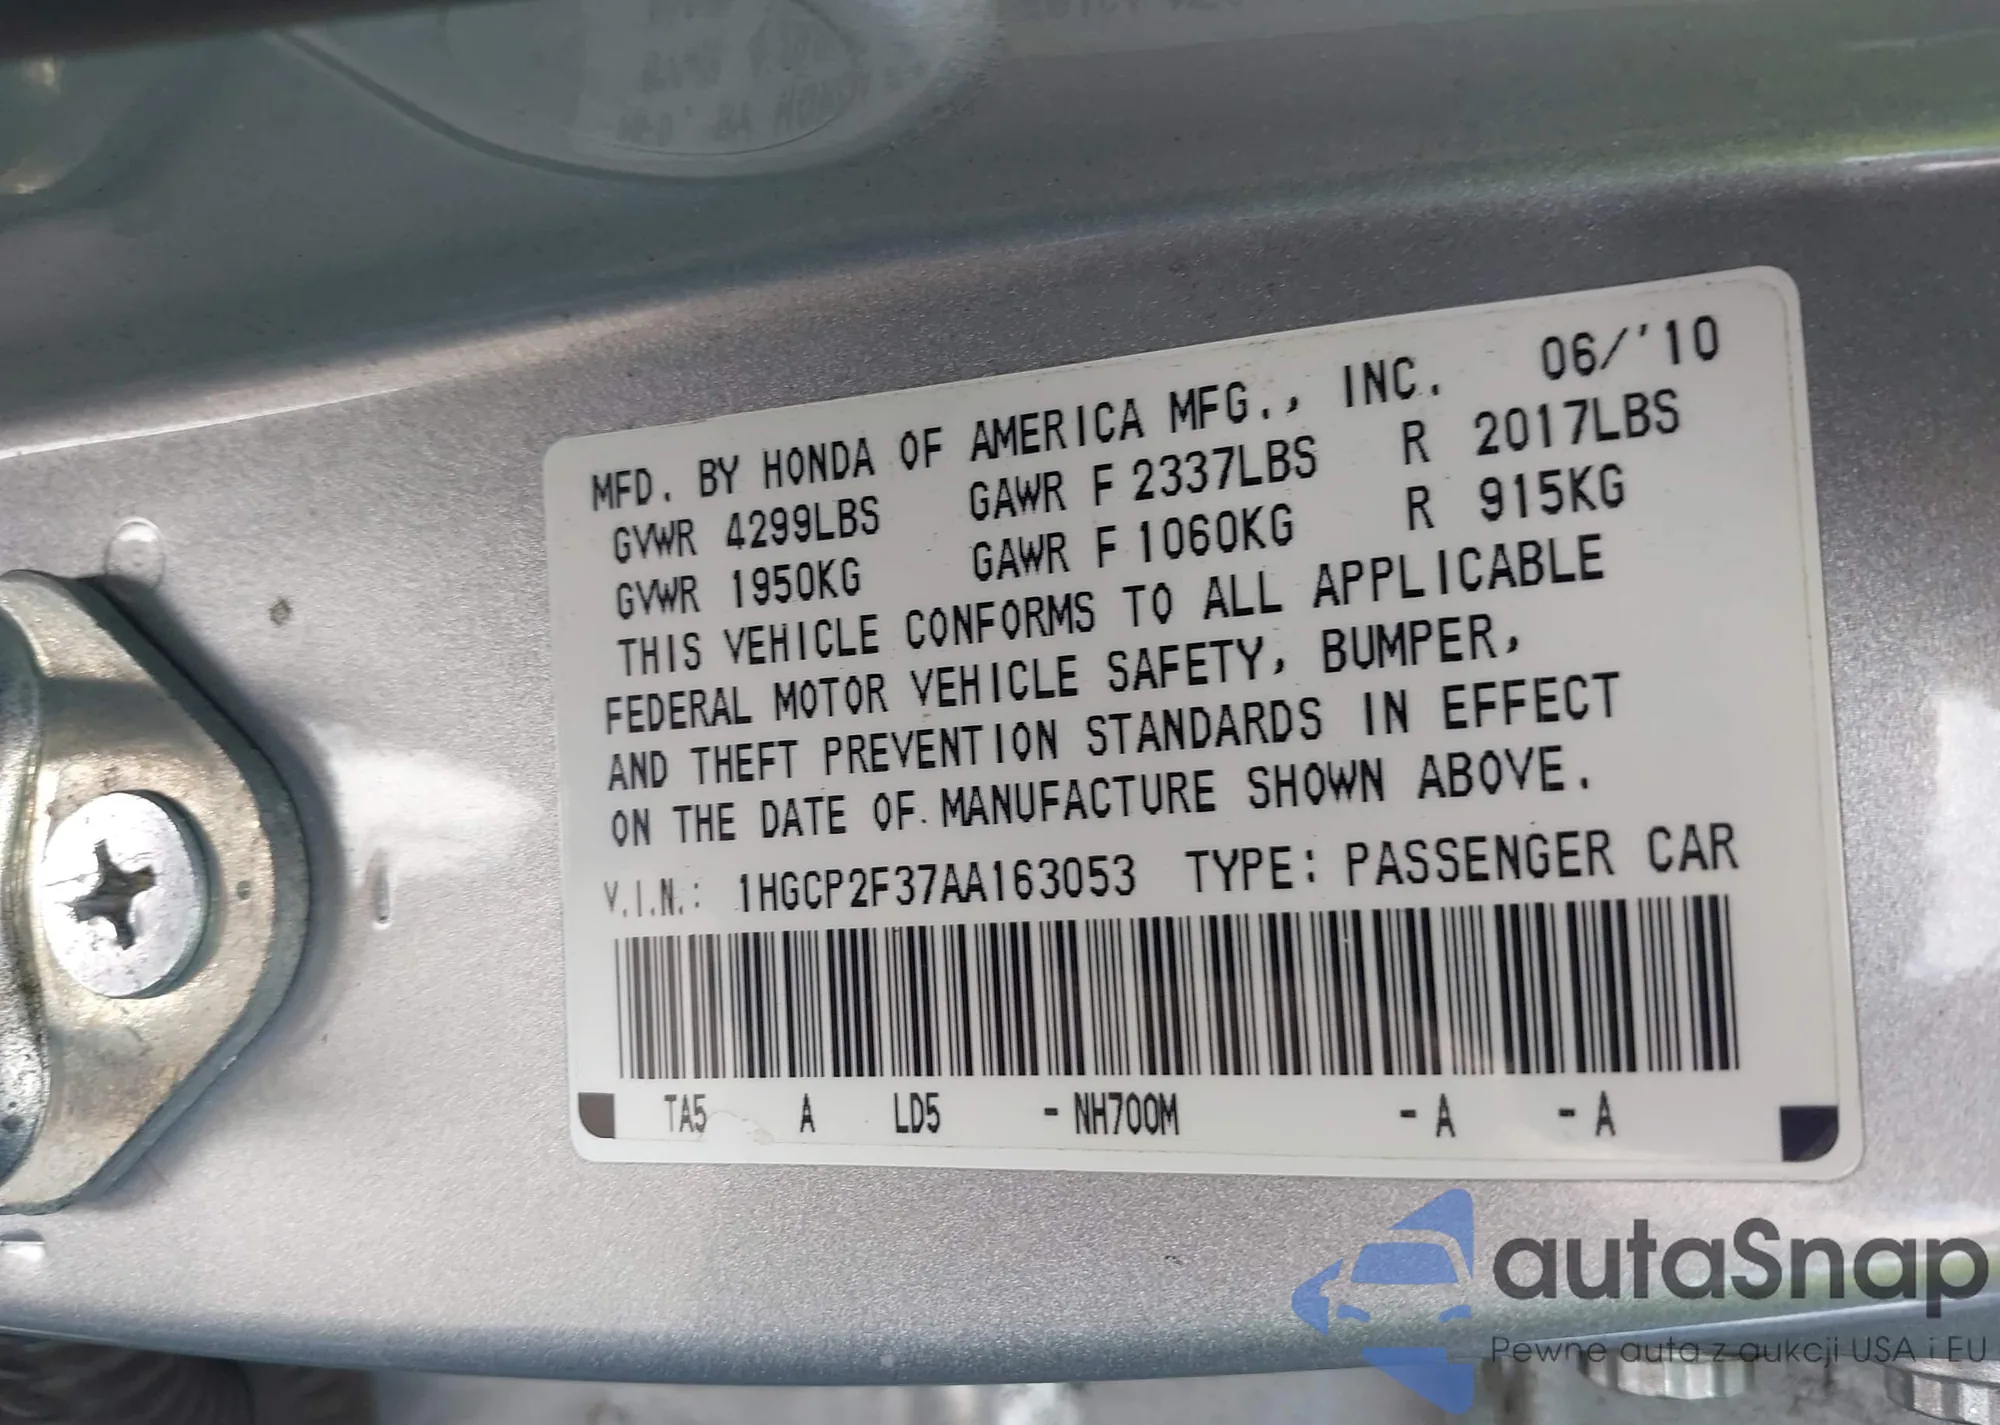 MFD. BY HONDA OF AMERICA MFG., INC. 06/'10
GVWR 4299LBS GAWR F 2337LBS R 2017LBS
GVWR 1950KG GAWR F 1060KG R 915KG
THIS VEHICLE CONFORMS TO ALL APPLICABLE
FEDERAL MOTOR VEHICLE SAFETY, BUMPER,
AND THEFT PREVENTION STANDARDS IN EFFECT
ON THE DATE OF MANUFACTURE SHOWN ABOVE.
V.I.N.: 1HGCP2F37AA163053 TYPE: PASSENGER CAR
TA5 A LD5 - NH700M - A - A
autaSnap
Pewne auta z aukcji USA i EU